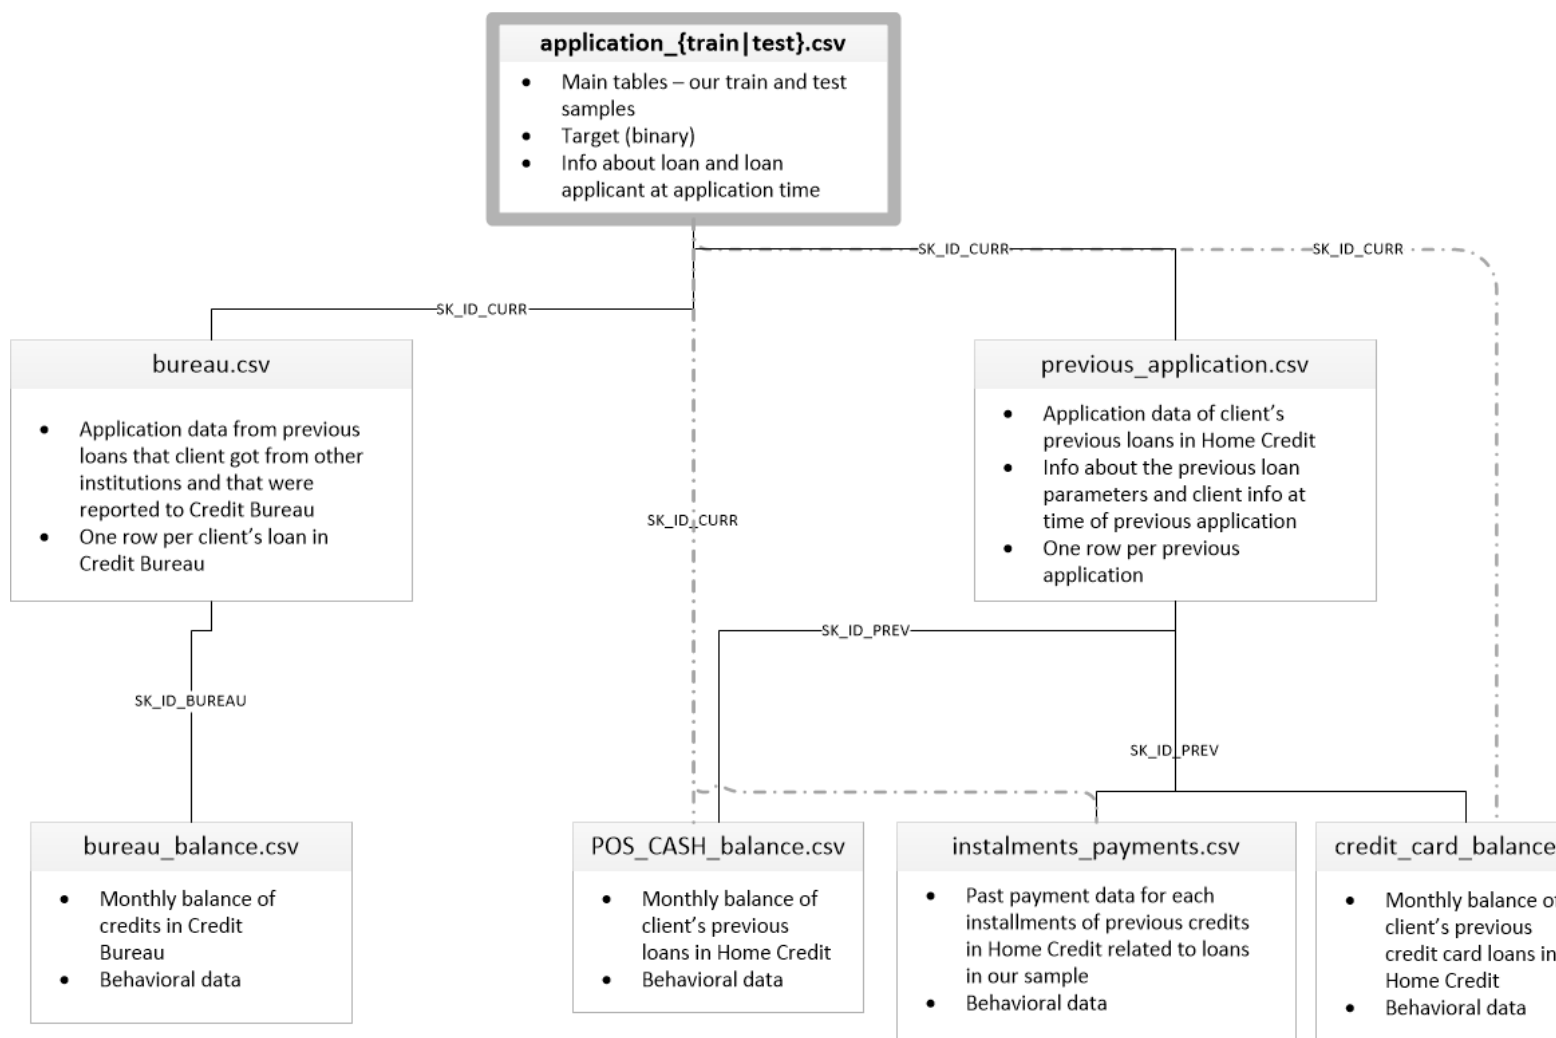 application_{train|test}.csv
• Main tables – our train and test
samples
• Target (binary)
• Info about loan and loan
applicant at application time
SK_ID_CURR
SK_ID_CURR
SK_ID_CURR
bureau.csv
• Application data from previous
loans that client got from other
institutions and that were
reported to Credit Bureau
• One row per client’s loan in
Credit Bureau
previous_application.csv
• Application data of client’s
previous loans in Home Credit
• Info about the previous loan
parameters and client info at
time of previous application
• One row per previous
application
SK_ID_CURR
SK_ID_PREV
SK_ID_BUREAU
SK_ID_PREV
bureau_balance.csv
• Monthly balance of
credits in Credit
Bureau
• Behavioral data
POS_CASH_balance.csv
• Monthly balance of
client’s previous
loans in Home Credit
• Behavioral data
instalments_payments.csv
• Past payment data for each
installments of previous credits
in Home Credit related to loans
in our sample
• Behavioral data
credit_card_balance
• Monthly balance of
client’s previous
credit card loans in
Home Credit
• Behavioral data